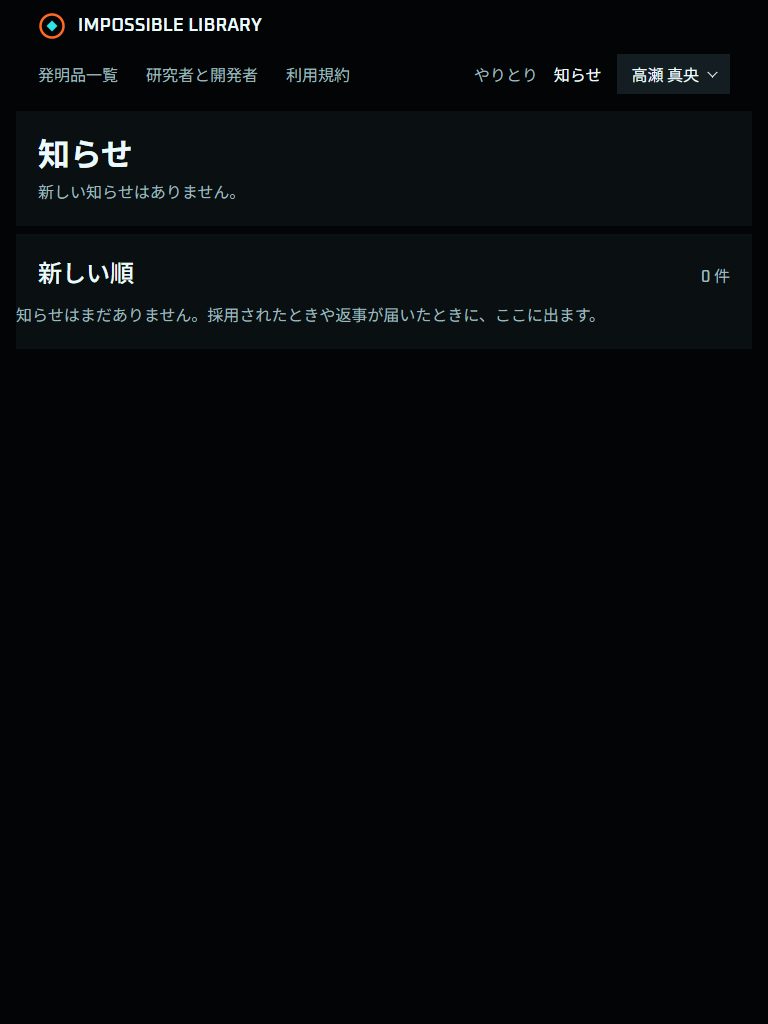 IMPOSSIBLE LIBRARY
発明品一覧 研究者と開発者 利用規約 やりとり 知らせ 高瀬 真央
知らせ
新しい知らせはありません。
新しい順 0 件
知らせはまだありません。採用されたときや返事が届いたときに、ここに出ます。